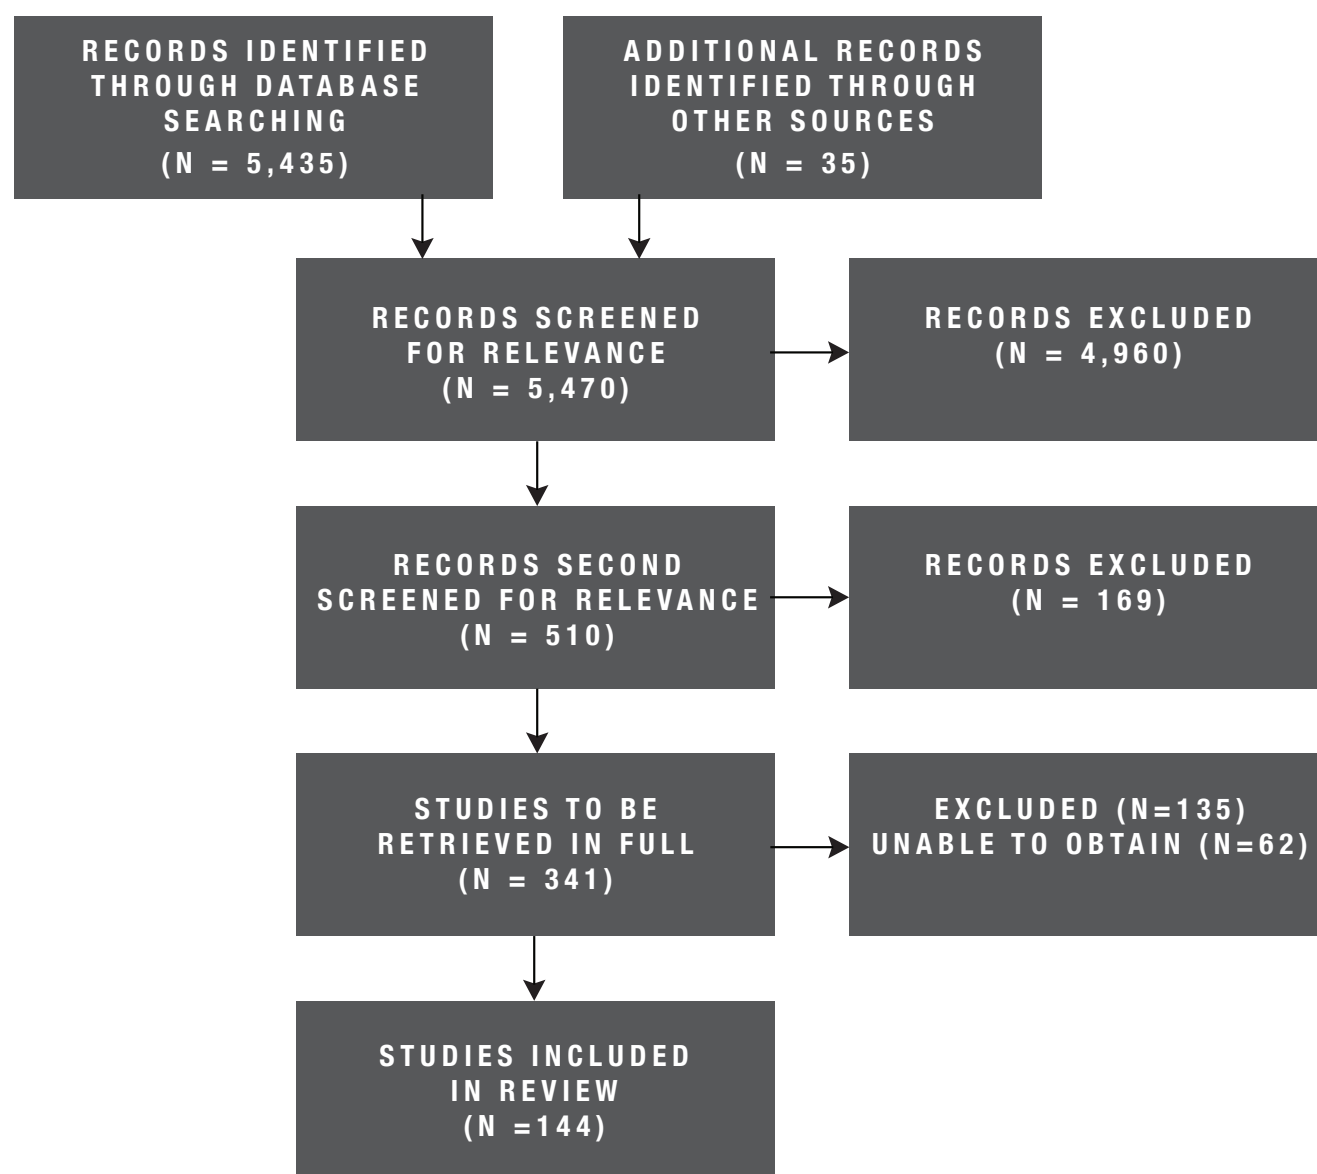 RECORDS IDENTIFIED
THROUGH DATABASE
SEARCHING
(N = 5,435)
ADDITIONAL RECORDS
IDENTIFIED THROUGH
OTHER SOURCES
(N = 35)
RECORDS SCREENED
FOR RELEVANCE
(N = 5,470)
RECORDS EXCLUDED
(N = 4,960)
RECORDS SECOND
SCREENED FOR RELEVANCE
(N = 510)
RECORDS EXCLUDED
(N = 169)
STUDIES TO BE
RETRIEVED IN FULL
(N = 341)
EXCLUDED (N=135)
UNABLE TO OBTAIN (N=62)
STUDIES INCLUDED
IN REVIEW
(N =144)